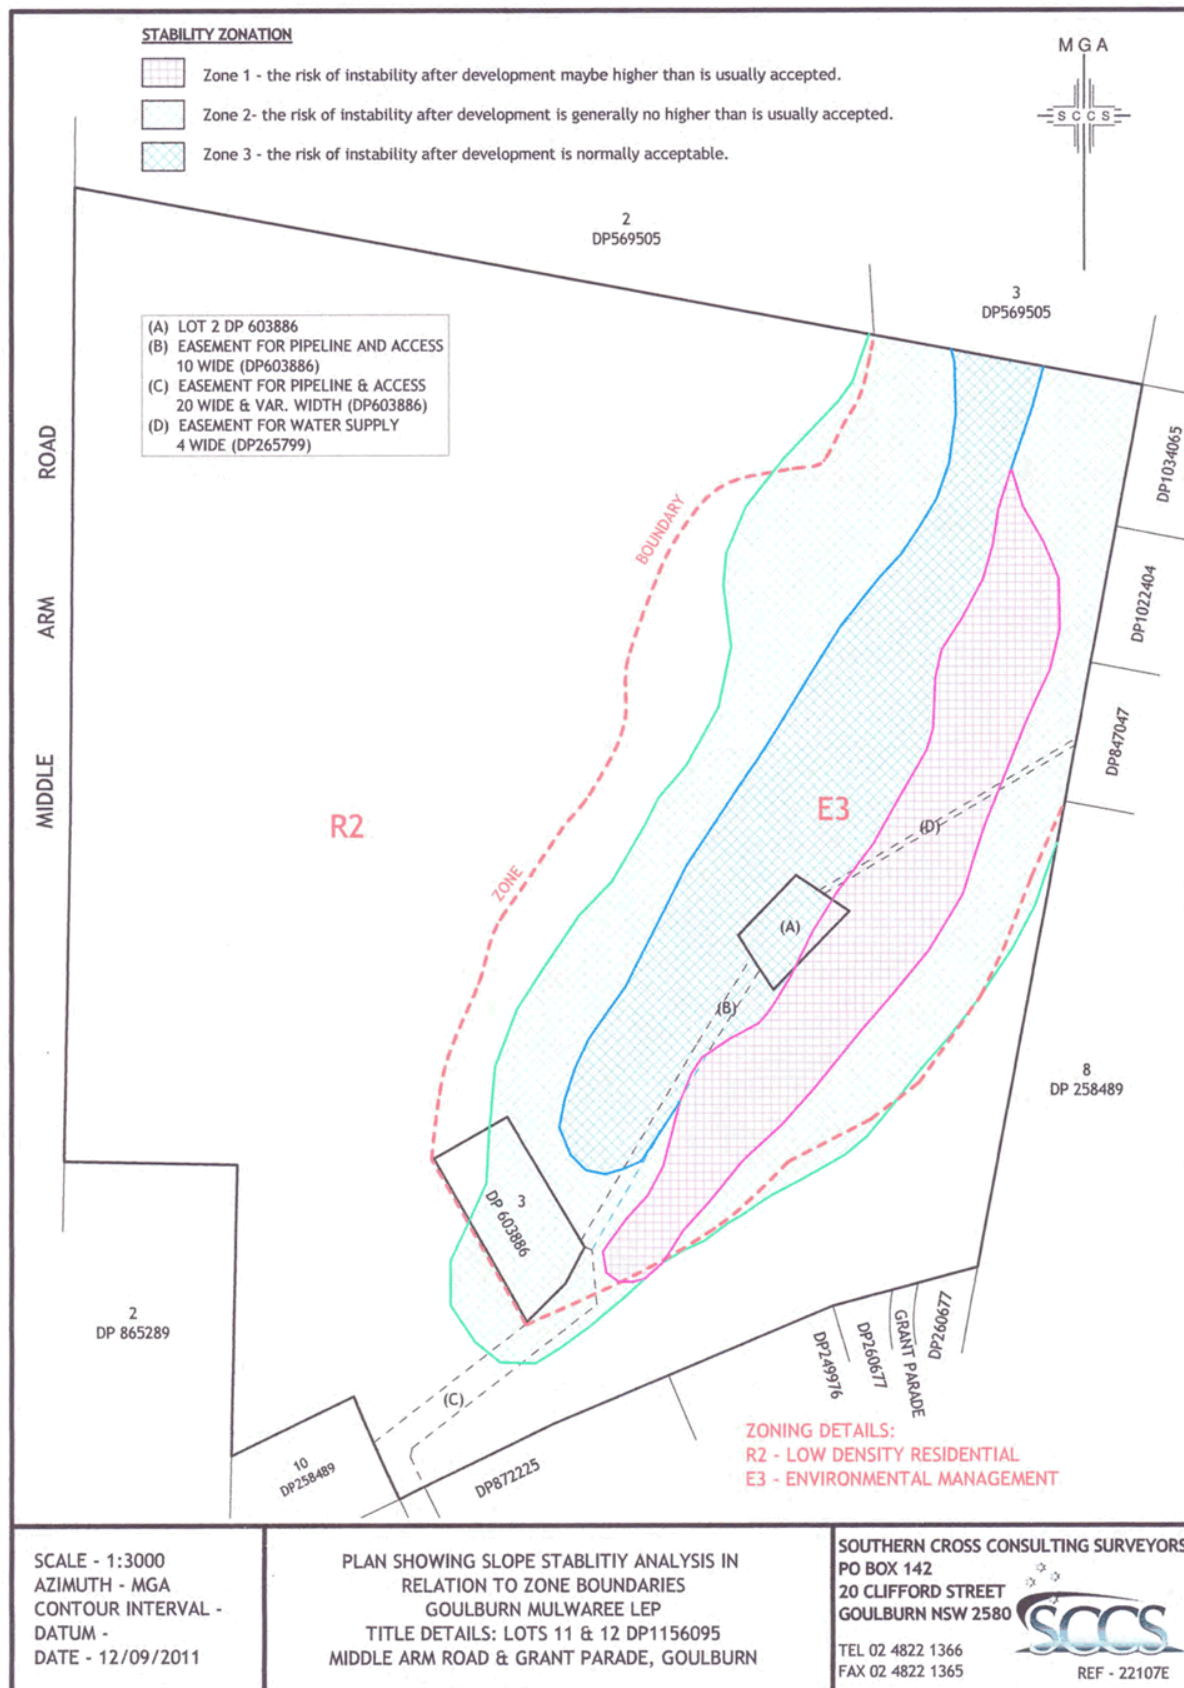 STABILITY ZONATION
Zone 1 - the risk of instability after development maybe higher than is usually accepted.
Zone 2- the risk of instability after development is generally no higher than is usually accepted.
Zone 3 - the risk of instability after development is normally acceptable.
M G A
S C C S
2
DP569505
3
DP569505
(A) LOT 2 DP 603886
(B) EASEMENT FOR PIPELINE AND ACCESS
10 WIDE (DP603886)
(C) EASEMENT FOR PIPELINE & ACCESS
20 WIDE & VAR. WIDTH (DP603886)
(D) EASEMENT FOR WATER SUPPLY
4 WIDE (DP265799)
MIDDLE ARM ROAD
DP1034065
DP1022404
DP847047
BOUNDARY
ZONE
R2
E3
(D)
(A)
(B)
8
DP 258489
3
DP 603886
2
DP 865289
(C)
10
DP258489
DP872225
DP249976
DP260677
GRANT PARADE
DP260677
ZONING DETAILS:
R2 - LOW DENSITY RESIDENTIAL
E3 - ENVIRONMENTAL MANAGEMENT
SCALE - 1:3000
AZIMUTH - MGA
CONTOUR INTERVAL -
DATUM -
DATE - 12/09/2011
PLAN SHOWING SLOPE STABLITIY ANALYSIS IN
RELATION TO ZONE BOUNDARIES
GOULBURN MULWAREE LEP
TITLE DETAILS: LOTS 11 & 12 DP1156095
MIDDLE ARM ROAD & GRANT PARADE, GOULBURN
SOUTHERN CROSS CONSULTING SURVEYORS
PO BOX 142
20 CLIFFORD STREET
GOULBURN NSW 2580
TEL 02 4822 1366
FAX 02 4822 1365
SCCS
REF - 22107E